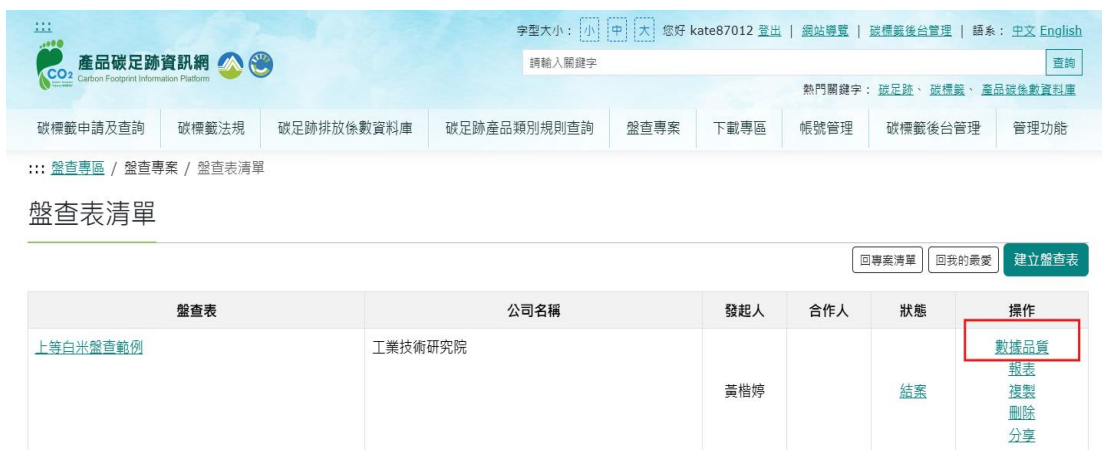 :::
字型大小： 小 中 大 您好 kate87012 登出 | 網站導覽 | 碳標籤後台管理 | 語系： 中文 English
產品碳足跡資訊網
Carbon Footprint Information Platform
CO2
請輸入關鍵字 查詢
熱門關鍵字： 碳足跡、 碳標籤、 產品碳係數資料庫
碳標籤申請及查詢 碳標籤法規 碳足跡排放係數資料庫 碳足跡產品類別規則查詢 盤查專案 下載專區 帳號管理 碳標籤後台管理 管理功能
::: 盤查專區 / 盤查專案 / 盤查表清單
盤查表清單
回專案清單 回我的最愛 建立盤查表
盤查表 公司名稱 發起人 合作人 狀態 操作
上等白米盤查範例 工業技術研究院 黃楷婷 結案 數據品質
報表
複製
刪除
分享